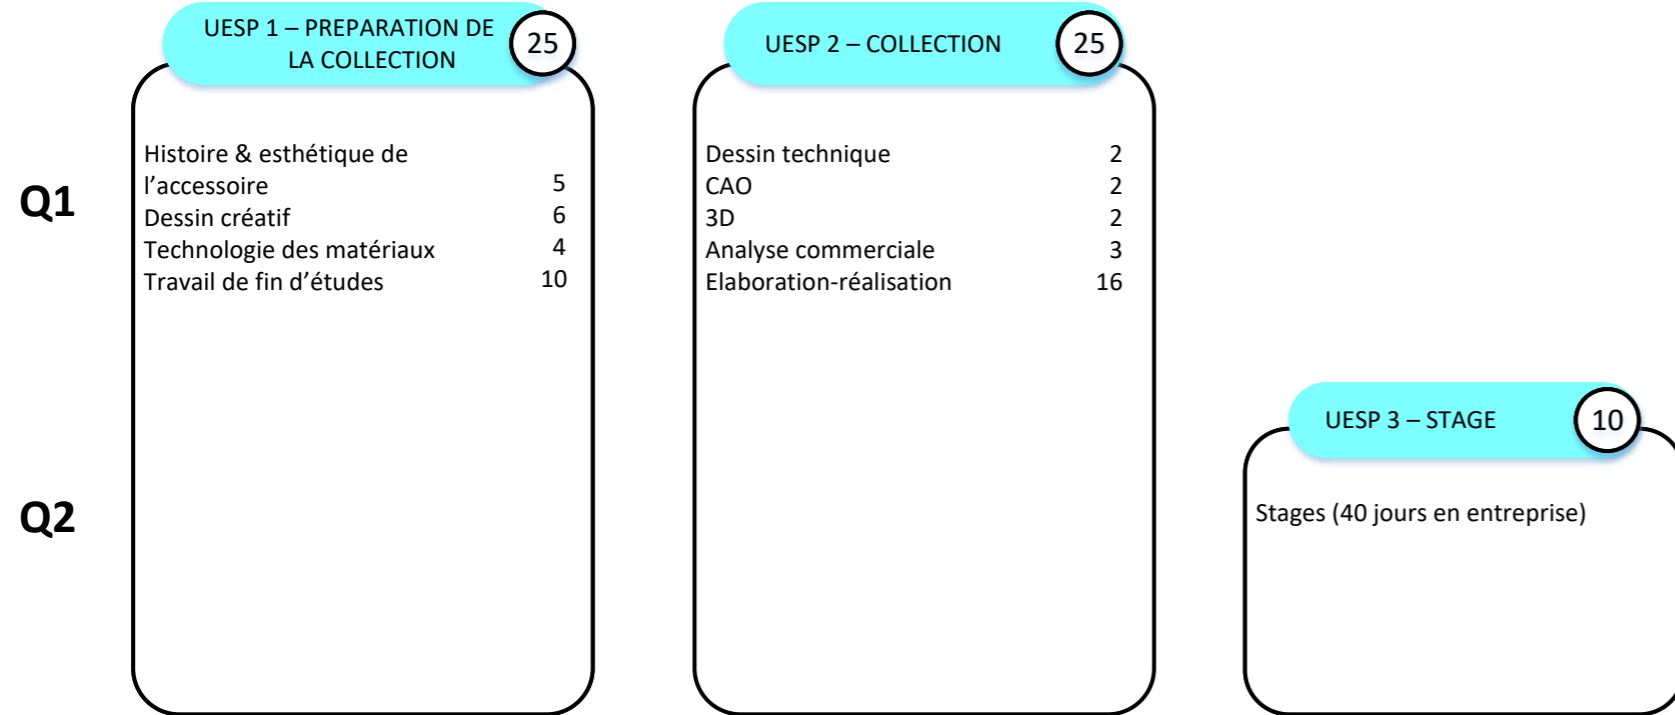 UESP 1 – PREPARATION DE
LA COLLECTION
25
UESP 2 – COLLECTION
25
Q1
Histoire & esthétique de
l’accessoire 5
Dessin créatif 6
Technologie des matériaux 4
Travail de fin d’études 10
Dessin technique 2
CAO 2
3D 2
Analyse commerciale 3
Elaboration-réalisation 16
UESP 3 – STAGE
10
Q2
Stages (40 jours en entreprise)